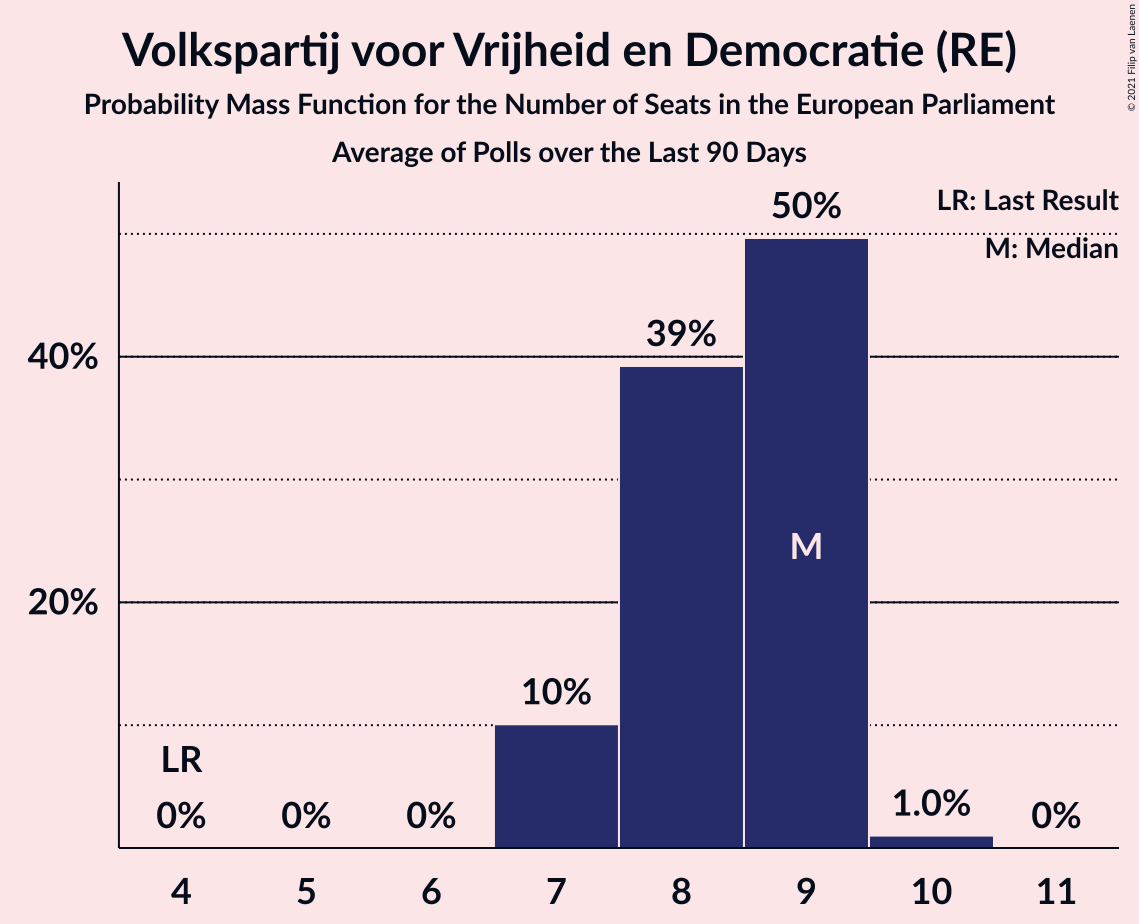 Volkspartij voor Vrijheid en Democratie (RE)
Probability Mass Function for the Number of Seats in the European Parliament
Average of Polls over the Last 90 Days
© 2021 Filip van Laenen
LR: Last Result
M: Median
50%
39%
40%
M
20%
10%
LR
0%
0%
0%
1.0%
0%
4
5
6
7
8
9
10
11